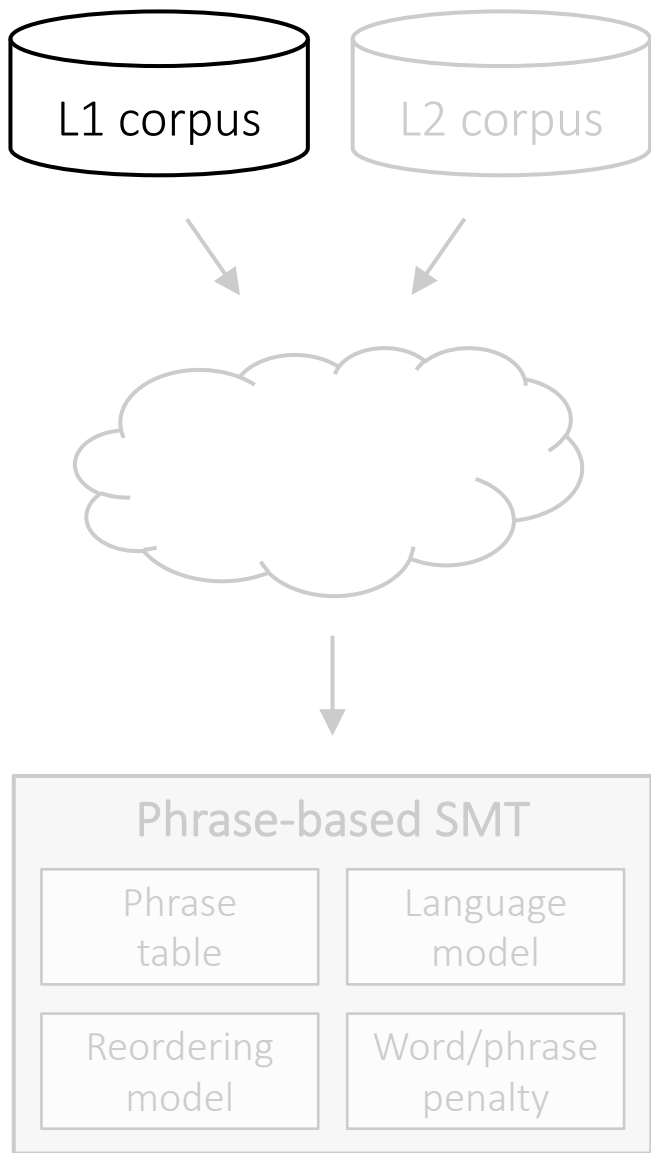 L1 corpus
L2 corpus
Phrase-based SMT
Phrase
table
Language
model
Reordering
model
Word/phrase
penalty